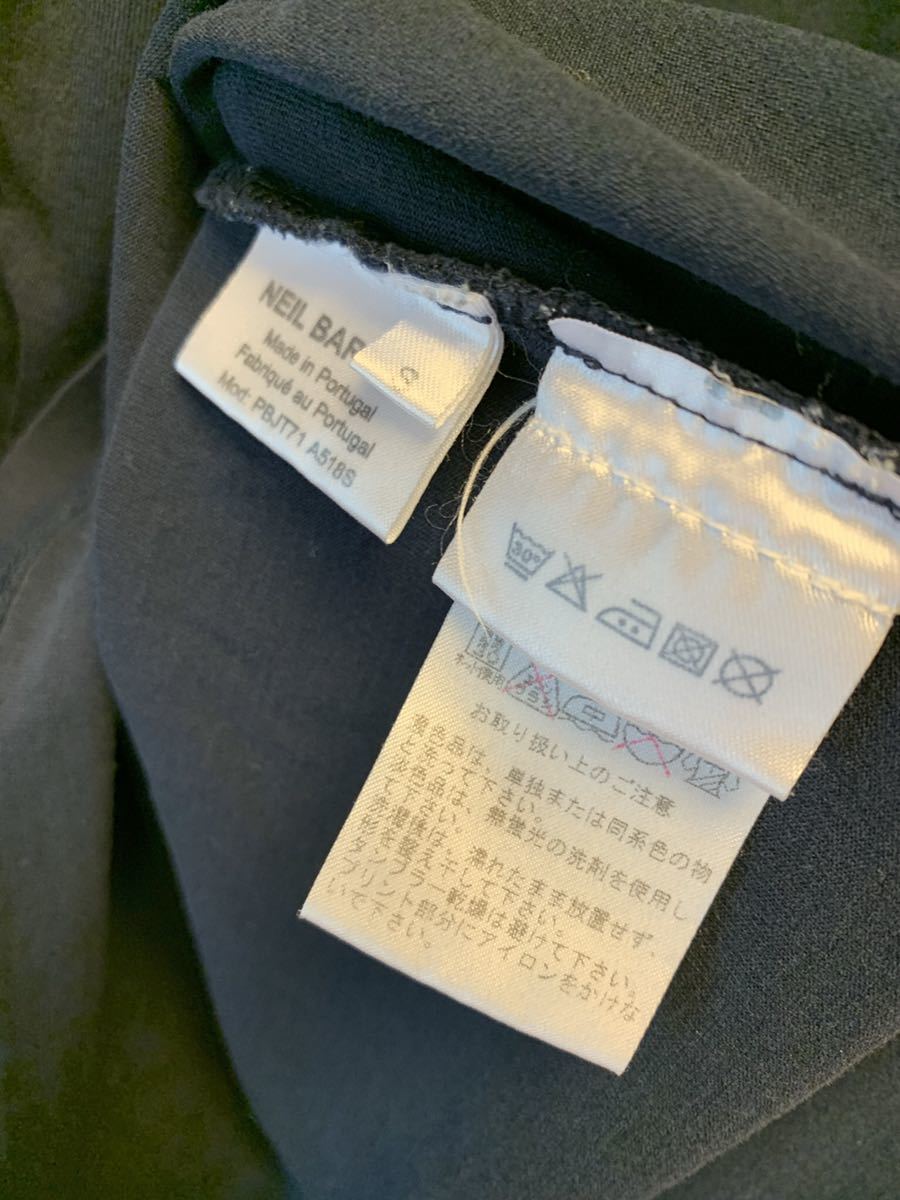 NEIL BAR
Made in Portugal
Fabriqué au Portugal
Mod: PBJT71 A518S
30°
お取り扱い上のご注意
濃色品は、単独または同系色の物
と洗って下さい。
淡色品は、無蛍光の洗剤を使用し
て下さい。
洗濯後は、濡れたまま放置せず、
形を整え干して下さい。
タンブラー乾燥は避けて下さい。
プリント部分にアイロンをかけな
いで下さい。